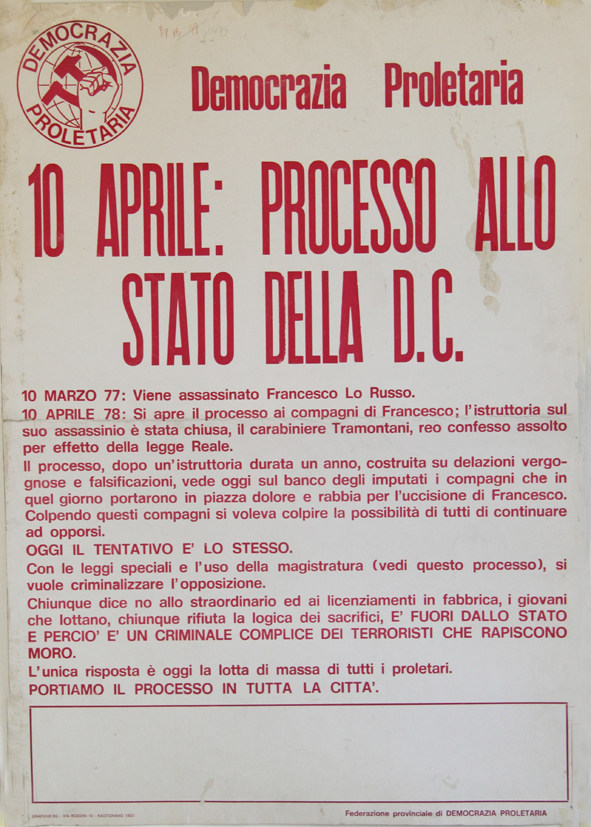 DEMOCRAZIA
PROLETARIA
Democrazia Proletaria
10 APRILE: PROCESSO ALLO
STATO DELLA D.C.
10 MARZO 77: Viene assassinato Francesco Lo Russo.
10 APRILE 78: Si apre il processo ai compagni di Francesco; l'istruttoria sul
suo assassinio è stata chiusa, il carabiniere Tramontani, reo confesso assolto
per effetto della legge Reale.
Il processo, dopo un'istruttoria durata un anno, costruita su delazioni vergo-
gnose e falsificazioni, vede oggi sul banco degli imputati i compagni che in
quel giorno portarono in piazza dolore e rabbia per l'uccisione di Francesco.
Colpendo questi compagni si voleva colpire la possibilità di tutti di continuare
ad opporsi.
OGGI IL TENTATIVO E' LO STESSO.
Con le leggi speciali e l'uso della magistratura (vedi questo processo), si
vuole criminalizzare l'opposizione.
Chiunque dice no allo straordinario ed ai licenziamenti in fabbrica, i giovani
che lottano, chiunque rifiuta la logica dei sacrifici, E' FUORI DALLO STATO
E PERCIO' E' UN CRIMINALE COMPLICE DEI TERRORISTI CHE RAPISCONO
MORO.
L'unica risposta è oggi la lotta di massa di tutti i proletari.
PORTIAMO IL PROCESSO IN TUTTA LA CITTA'.
Federazione provinciale di DEMOCRAZIA PROLETARIA